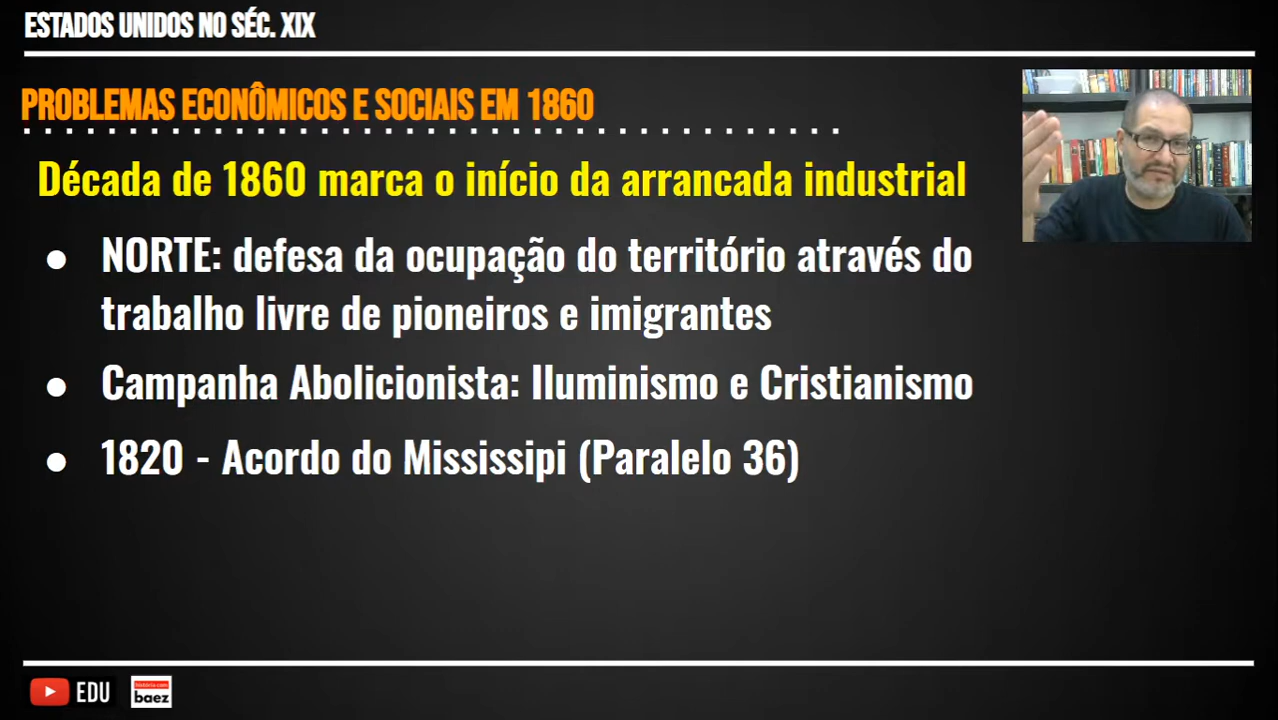 ESTADOS UNIDOS NO SÉC. XIX
PROBLEMAS ECONÔMICOS E SOCIAIS EM 1860
Década de 1860 marca o início da arrancada industrial
● NORTE: defesa da ocupação do território através do
trabalho livre de pioneiros e imigrantes
● Campanha Abolicionista: Iluminismo e Cristianismo
● 1820 - Acordo do Mississipi (Paralelo 36)
EDU
história com
baez